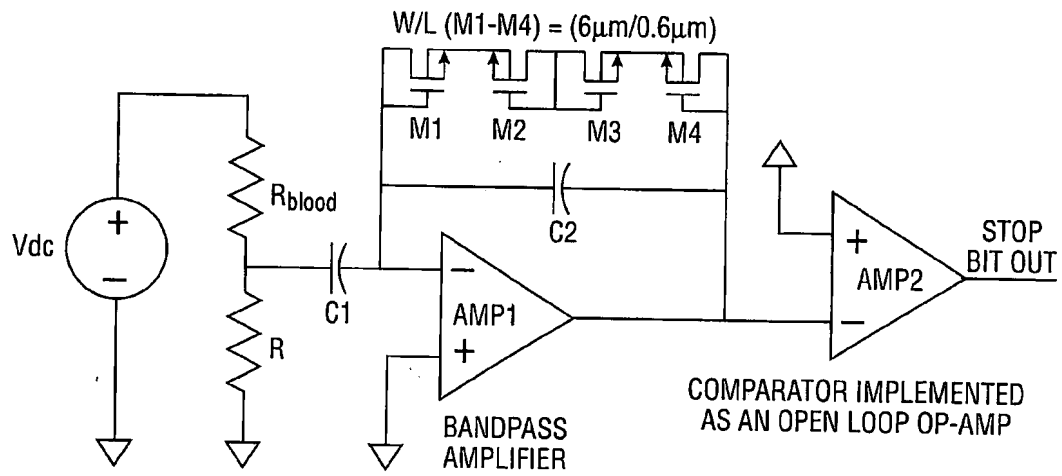 W/L (M1-M4) = (6µm/0.6µm)
M1 M2 M3 M4
Rblood
Vdc
+
−
C1
C2
R
−
AMP1
+
BANDPASS
AMPLIFIER
+
AMP2
−
STOP
BIT OUT
COMPARATOR IMPLEMENTED
AS AN OPEN LOOP OP-AMP